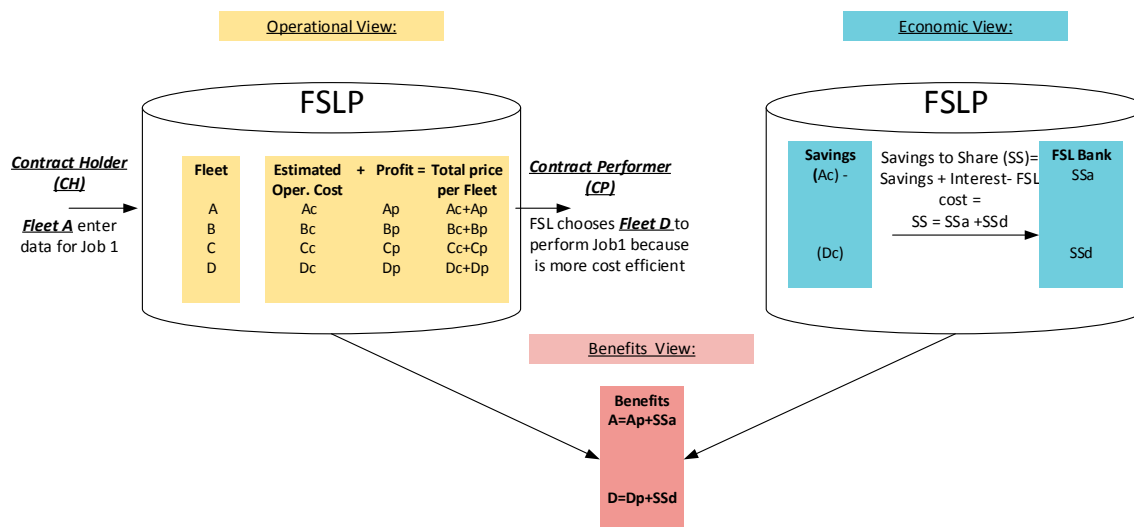 Operational View:
Economic View:
FSLP
Contract Holder
(CH)
Fleet A enter
data for Job 1
Fleet
A
B
C
D
Estimated + Profit = Total price
Oper. Cost per Fleet
Ac Ap Ac+Ap
Bc Bp Bc+Bp
Cc Cp Cc+Cp
Dc Dp Dc+Dp
Contract Performer
(CP)
FSL chooses Fleet D to
perform Job1 because
is more cost efficient
FSLP
Savings
(Ac) -
(Dc)
Savings to Share (SS)=
Savings + Interest- FSL
cost =
SS = SSa +SSd
FSL Bank
SSa
SSd
Benefits View:
Benefits
A=Ap+SSa
D=Dp+SSd